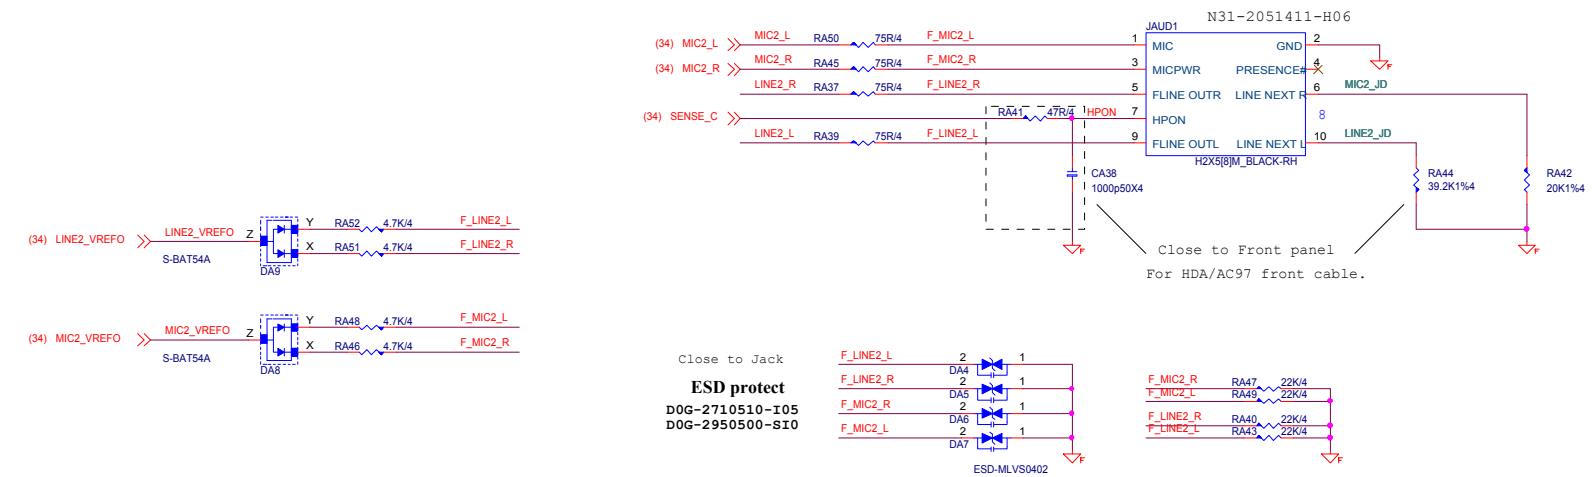 N31-2051411-H06
JAUD1
(34) MIC2_L MIC2_L RA50 75R/4 F_MIC2_L 1 MIC GND 2
F
(34) MIC2_R MIC2_R RA45 75R/4 F_MIC2_R 3 MICPWR PRESENCE# 4
LINE2_R RA37 75R/4 F_LINE2_R 5 FLINE OUTR LINE NEXT R 6 MIC2_JD
(34) SENSE_C RA41 47R/4 HPON 7 HPON 8
LINE2_L RA39 75R/4 F_LINE2_L 9 FLINE OUTL LINE NEXT L 10 LINE2_JD
H2X5[8]M_BLACK-RH
CA38
1000p50X4
RA44
39.2K1%4
RA42
20K1%4
F
F
Close to Front panel
For HDA/AC97 front cable.
(34) LINE2_VREFO LINE2_VREFO Z
Y RA52 4.7K/4 F_LINE2_L
X RA51 4.7K/4 F_LINE2_R
S-BAT54A
DA9
(34) MIC2_VREFO MIC2_VREFO Z
Y RA48 4.7K/4 F_MIC2_L
X RA46 4.7K/4 F_MIC2_R
S-BAT54A
DA8
Close to Jack
ESD protect
D0G-2710510-I05
D0G-2950500-SI0
F_LINE2_L 2 1
DA4
F_LINE2_R 2 1
DA5
F_MIC2_R 2 1
DA6
F_MIC2_L 2 1
DA7
F
ESD-MLVS0402
F_MIC2_R RA47 22K/4
F_MIC2_L RA49 22K/4
F_LINE2_R RA40 22K/4
F_LINE2_L RA43 22K/4
F